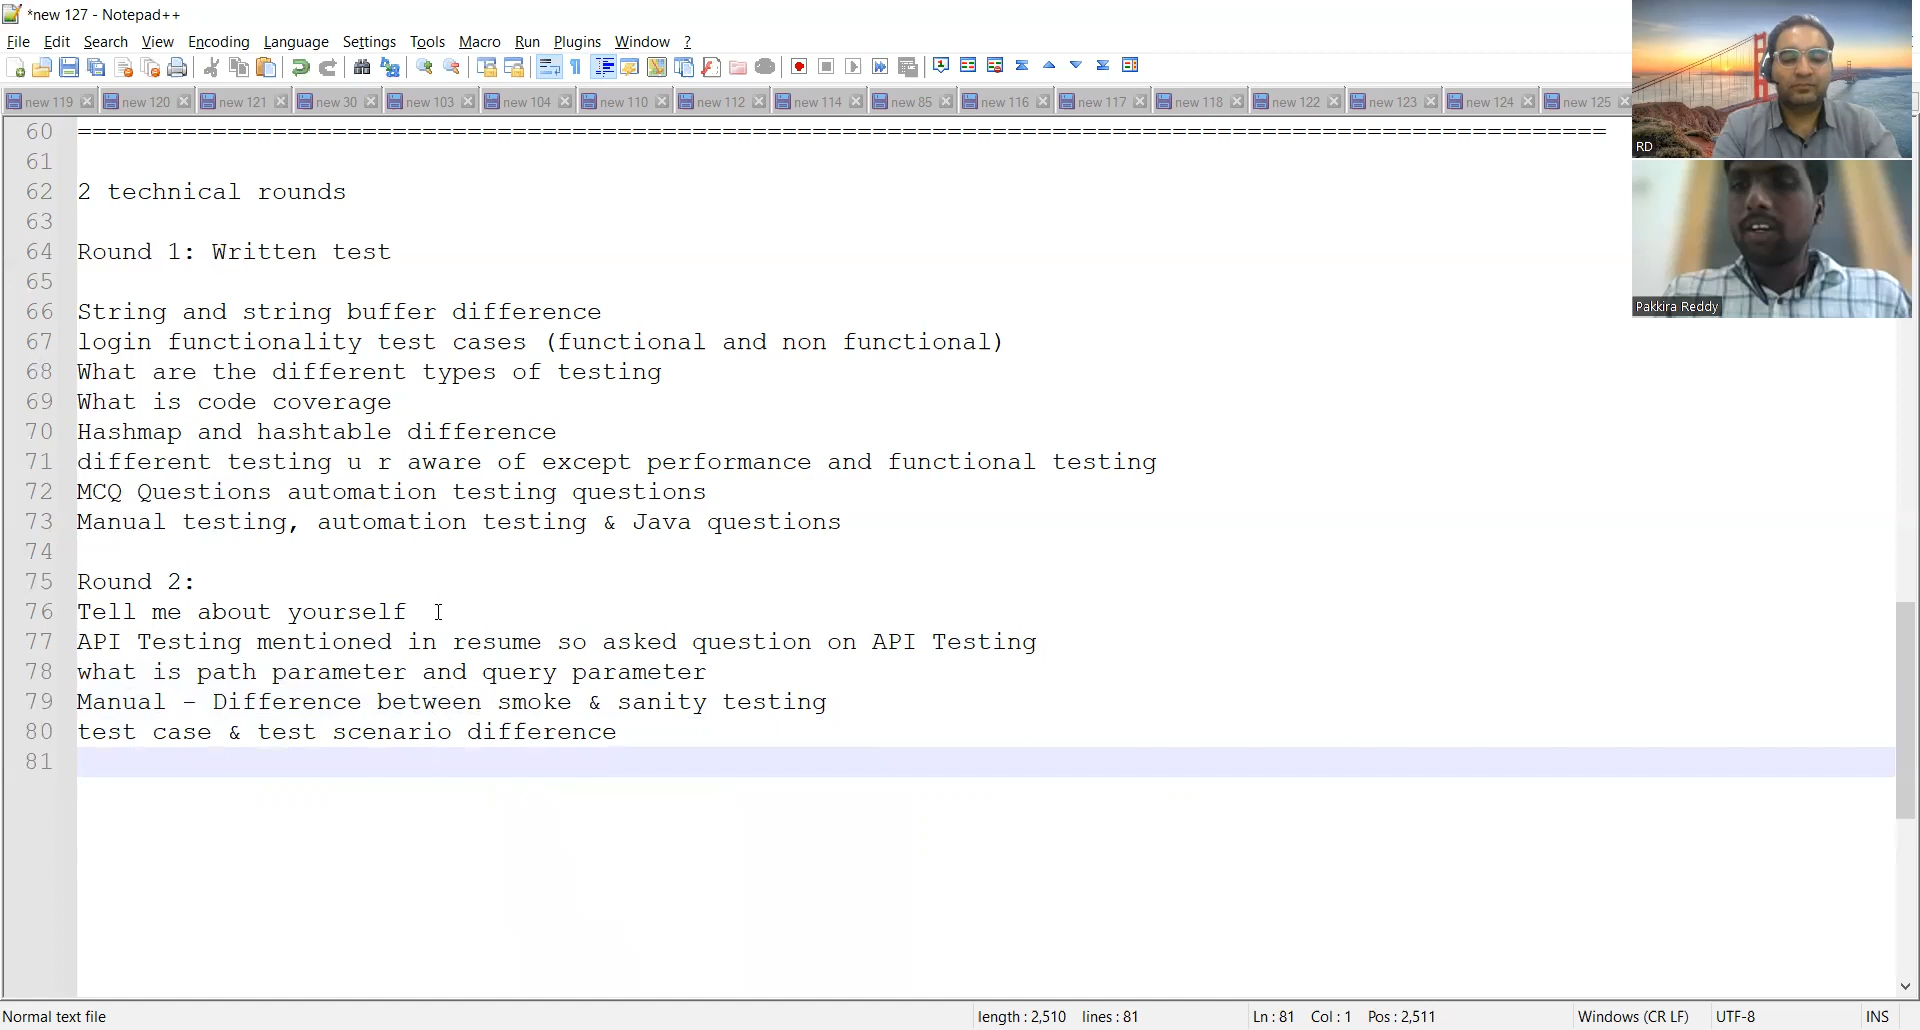 *new 127 - Notepad++
File Edit Search View Encoding Language Settings Tools Macro Run Plugins Window ?
new 119 new 120 new 121 new 30 new 103 new 104 new 110 new 112 new 114 new 85 new 116 new 117 new 118 new 122 new 123 new 124 new 125
RD
Pakkira Reddy
60 ======================================================================================================
61
62 2 technical rounds
63
64 Round 1: Written test
65
66 String and string buffer difference
67 login functionality test cases (functional and non functional)
68 What are the different types of testing
69 What is code coverage
70 Hashmap and hashtable difference
71 different testing u r aware of except performance and functional testing
72 MCQ Questions automation testing questions
73 Manual testing, automation testing & Java questions
74
75 Round 2:
76 Tell me about yourself
77 API Testing mentioned in resume so asked question on API Testing
78 what is path parameter and query parameter
79 Manual - Difference between smoke & sanity testing
80 test case & test scenario difference
81
Normal text file length : 2,510 lines : 81 Ln : 81 Col : 1 Pos : 2,511 Windows (CR LF) UTF-8 INS